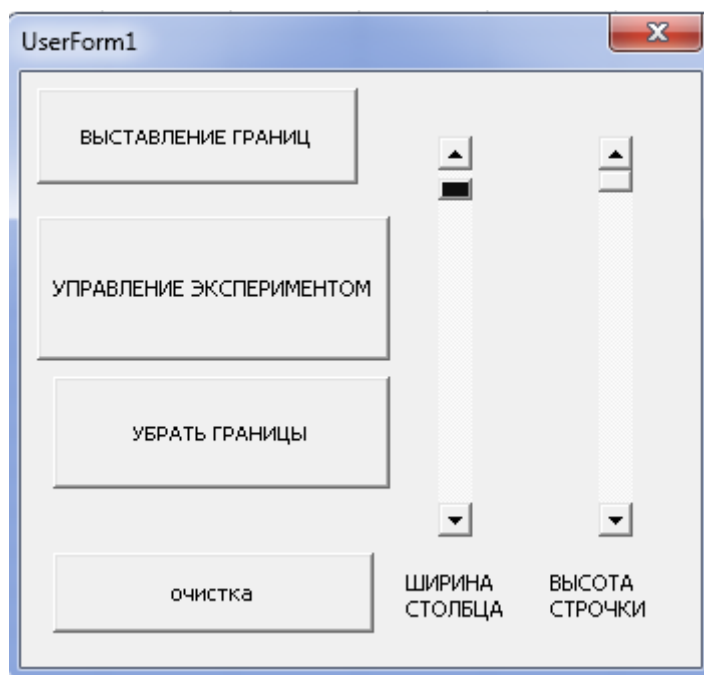 UserForm1
ВЫСТАВЛЕНИЕ ГРАНИЦ
УПРАВЛЕНИЕ ЭКСПЕРИМЕНТОМ
УБРАТЬ ГРАНИЦЫ
очистка
ШИРИНА
СТОЛБЦА
ВЫСОТА
СТРОЧКИ